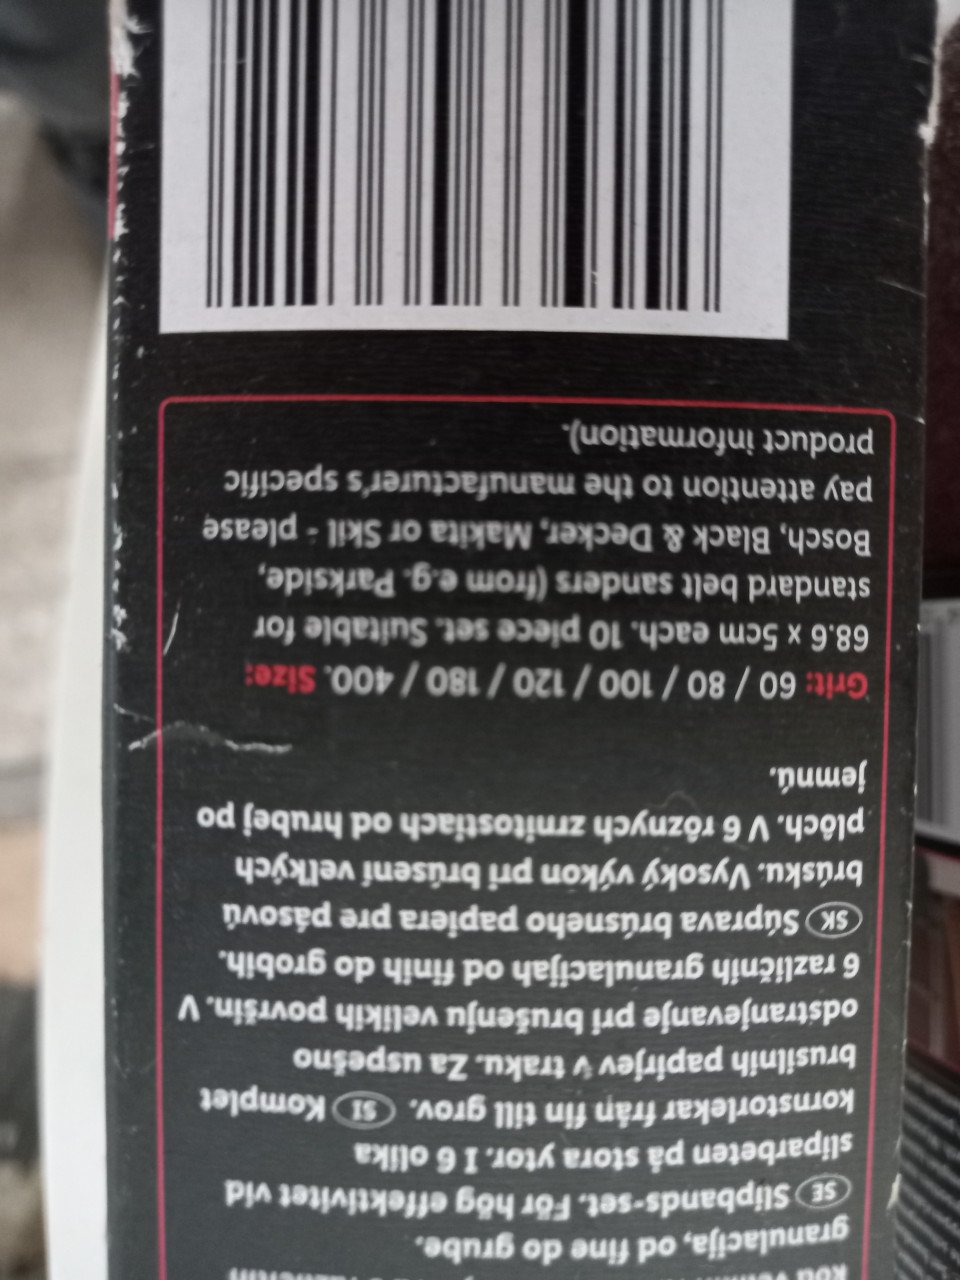 granulacija, od fine do grube.
SE Slipbands-set. För hög effektivitet vid
sliparbeten på stora ytor. I 6 olika
kornstorlekar från fin till grov. SI Komplet
brusilnih papirjev v traku. Za uspešno
odstranjevanje pri brušenju velikih površin. V
6 različnih granulacijah od finih do grobih.
SK Súprava brúsneho papiera pre pásovú
brúsku. Vysoký výkon pri brúsení veľkých
plôch. V 6 rôznych zrnitostiach od hrubej po
jemnú.
Grit: 60 / 80 / 100 / 120 / 180 / 400. Size:
68.6 x 5cm each. 10 piece set. Suitable for
standard belt sanders (from e.g. Parkside,
Bosch, Black & Decker, Makita or Skil - please
pay attention to the manufacturer's specific
product information).